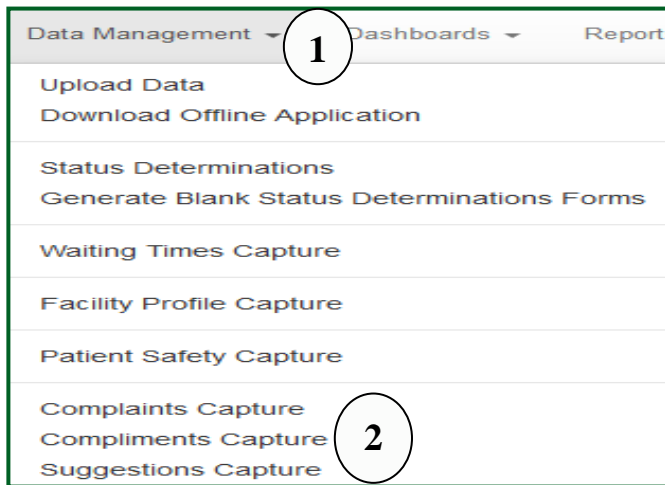 Data Management 1 Dashboards Report
Upload Data
Download Offline Application
Status Determinations
Generate Blank Status Determinations Forms
Waiting Times Capture
Facility Profile Capture
Patient Safety Capture
Complaints Capture
Compliments Capture 2
Suggestions Capture